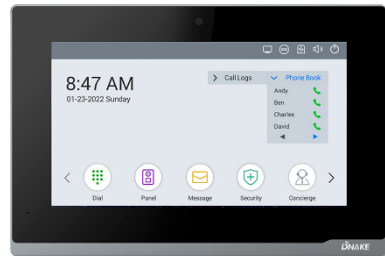 8:47 AM
01-23-2022 Sunday
Call Logs
Phone Book
Andy
Ben
Charles
David
Dial
Panel
Message
Security
Concierge
DNAKE